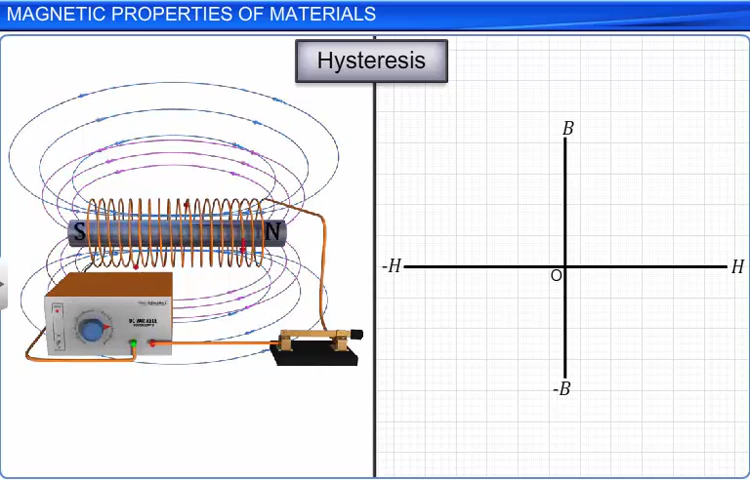 MAGNETIC PROPERTIES OF MATERIALS
Hysteresis
B
S
N
-H
O
H
-B